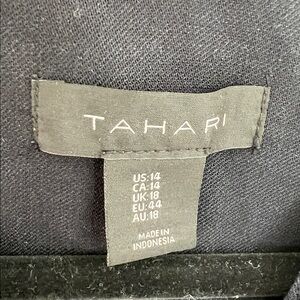 TAHARI
US:14
CA:14
UK:18
EU:44
AU:18
MADE IN
INDONESIA